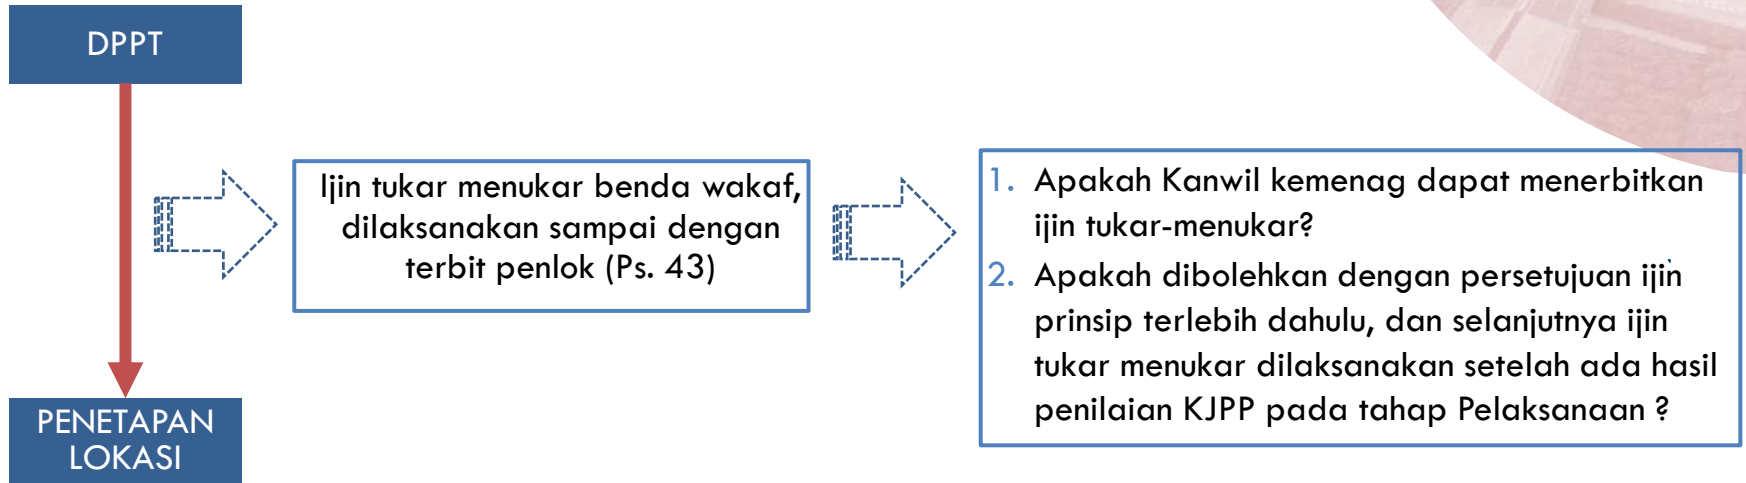 DPPT
Ijin tukar menukar benda wakaf,
dilaksanakan sampai dengan
terbit penlok (Ps. 43)
1. Apakah Kanwil kemenag dapat menerbitkan
ijin tukar-menukar?
2. Apakah dibolehkan dengan persetujuan ijin
prinsip terlebih dahulu, dan selanjutnya ijin
tukar menukar dilaksanakan setelah ada hasil
penilaian KJPP pada tahap Pelaksanaan ?
PENETAPAN
LOKASI